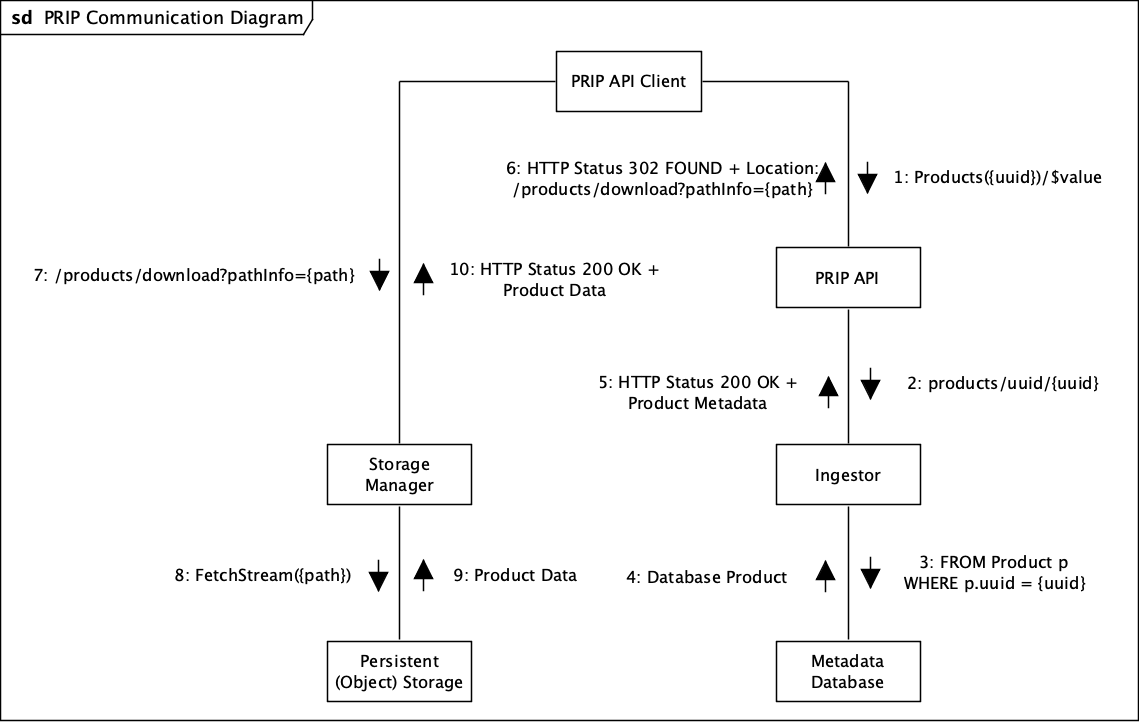 sd PRIP Communication Diagram
PRIP API Client
6: HTTP Status 302 FOUND + Location:
/products/download?pathInfo={path}
1: Products({uuid})/$value
7: /products/download?pathInfo={path}
10: HTTP Status 200 OK +
Product Data
PRIP API
5: HTTP Status 200 OK +
Product Metadata
2: products/uuid/{uuid}
Storage
Manager
Ingestor
8: FetchStream({path})
9: Product Data
4: Database Product
3: FROM Product p
WHERE p.uuid = {uuid}
Persistent
(Object) Storage
Metadata
Database